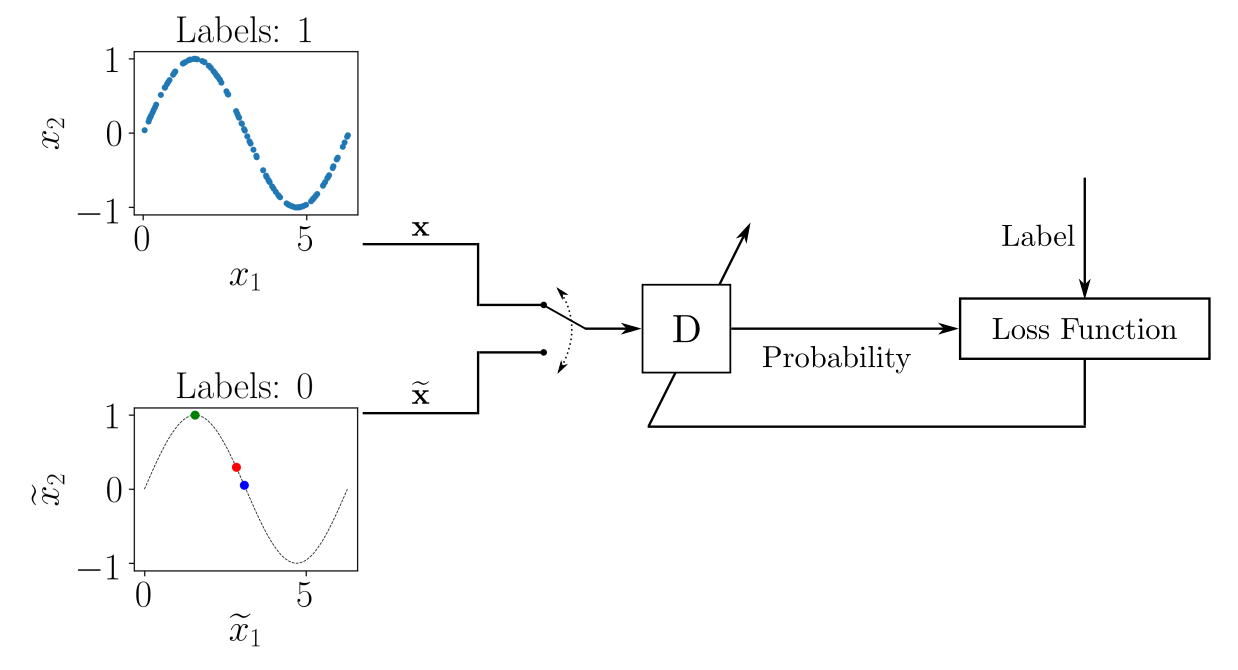 Labels: 1
1
0
−1
x₂
0
5
x₁
x
Label
D
Probability
Loss Function
Labels: 0
1
0
−1
x̃₂
0
5
x̃₁
x̃